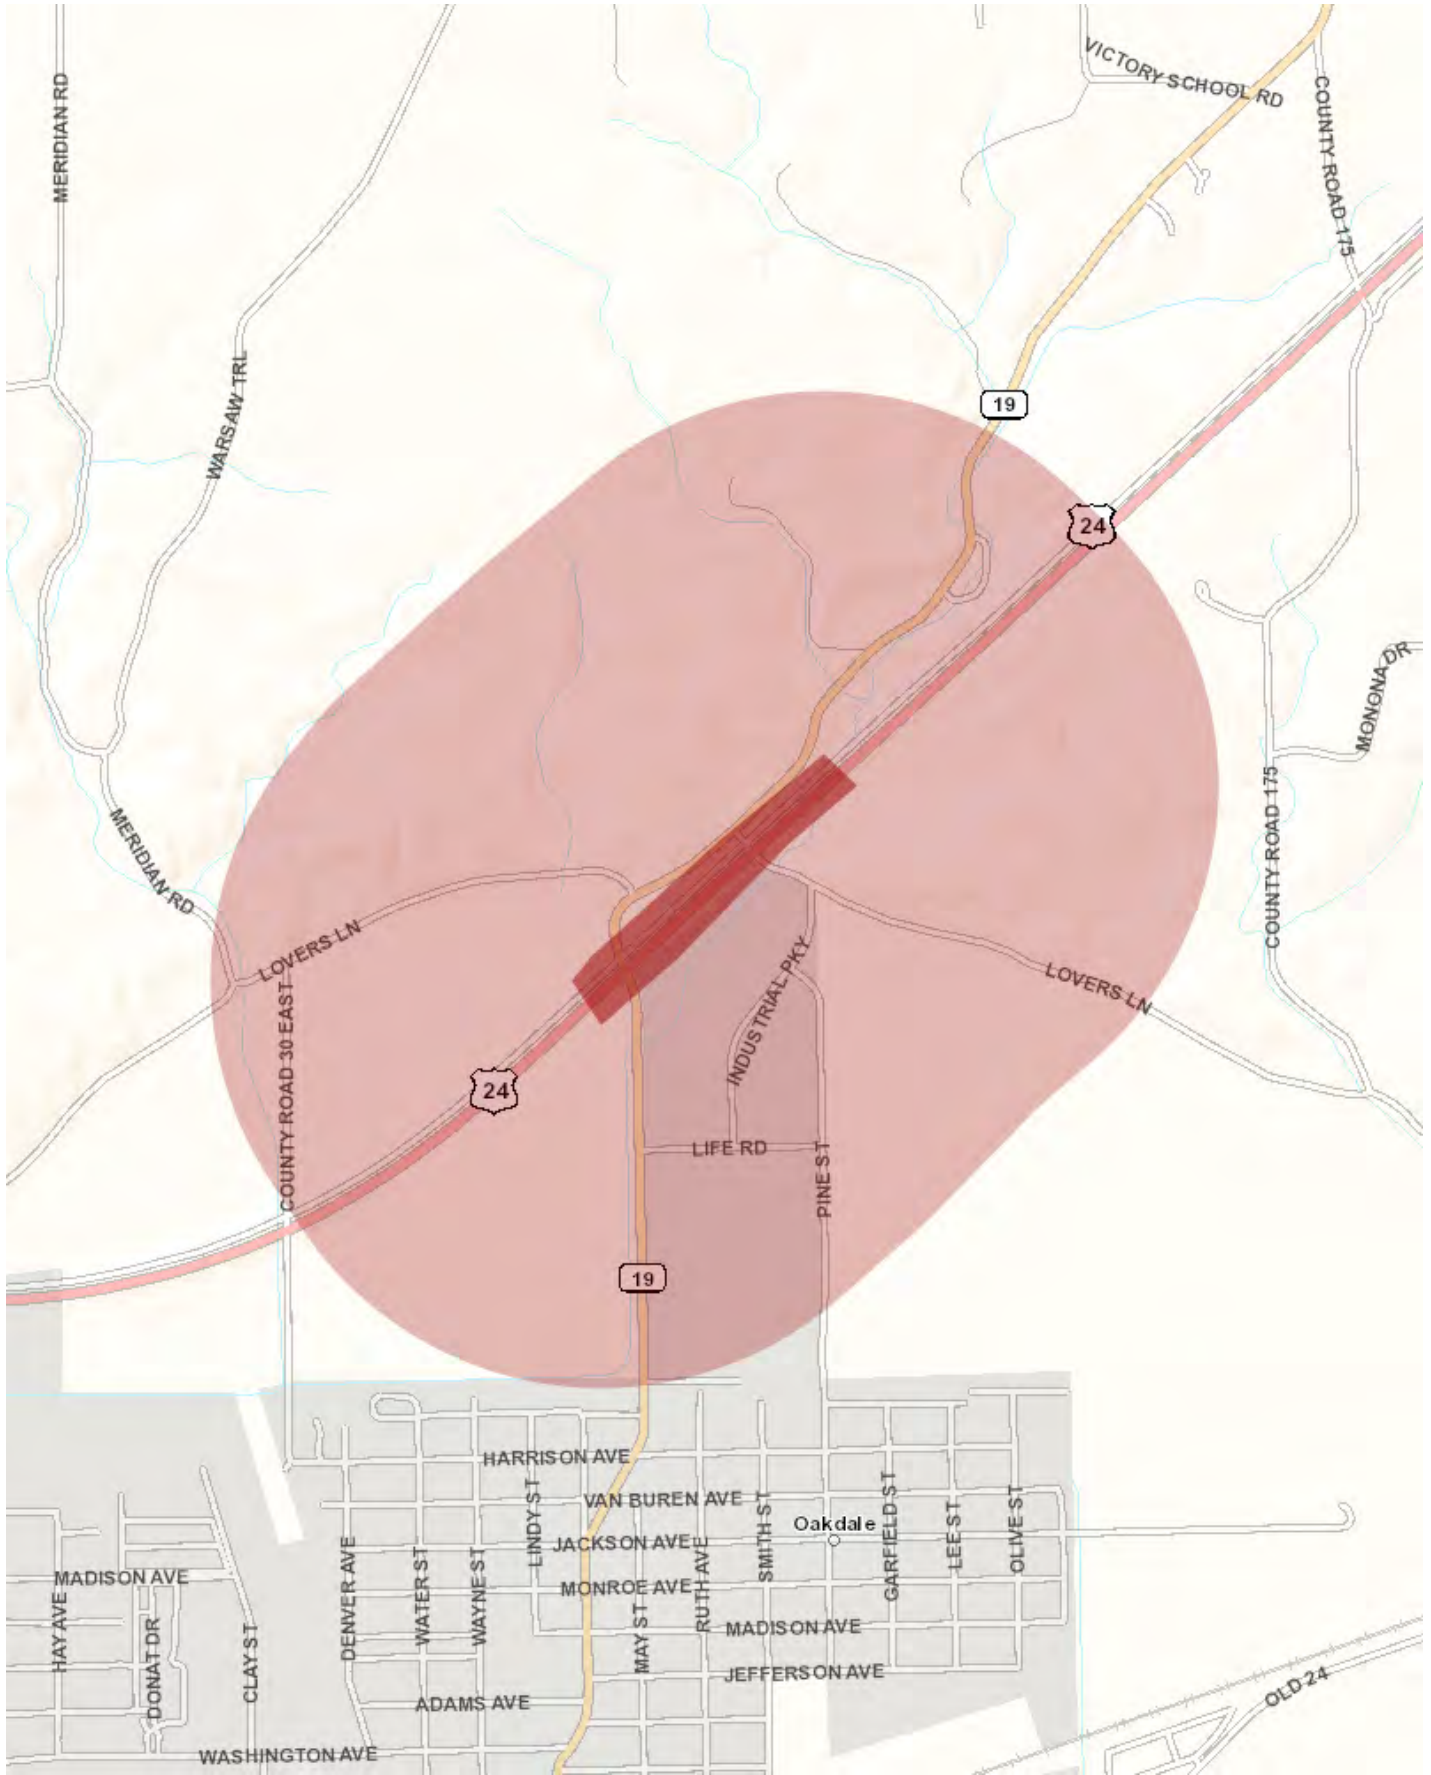 VICTORY SCHOOL RD
MERIDIAN RD
COUNTY ROAD 175
WARSAW TRL
19
24
MONONA DR
MERIDIAN RD
COUNTY ROAD 175
LOVERS LN
INDUSTRIAL PKY
LOVERS LN
COUNTY ROAD 30 EAST
24
LIFE RD
PINE ST
19
HARRISON AVE
VAN BUREN AVE
LINDY ST
SMITH ST
GARFIELD ST
LEE ST
OLIVE ST
Oakdale
JACKSON AVE
MADISON AVE
DENVER AVE
WATER ST
WAYNE ST
MONROE AVE
RUTH AVE
HAY AVE
DONAT DR
CLAY ST
MAY ST
MADISON AVE
JEFFERSON AVE
ADAMS AVE
OLD 24
WASHINGTON AVE